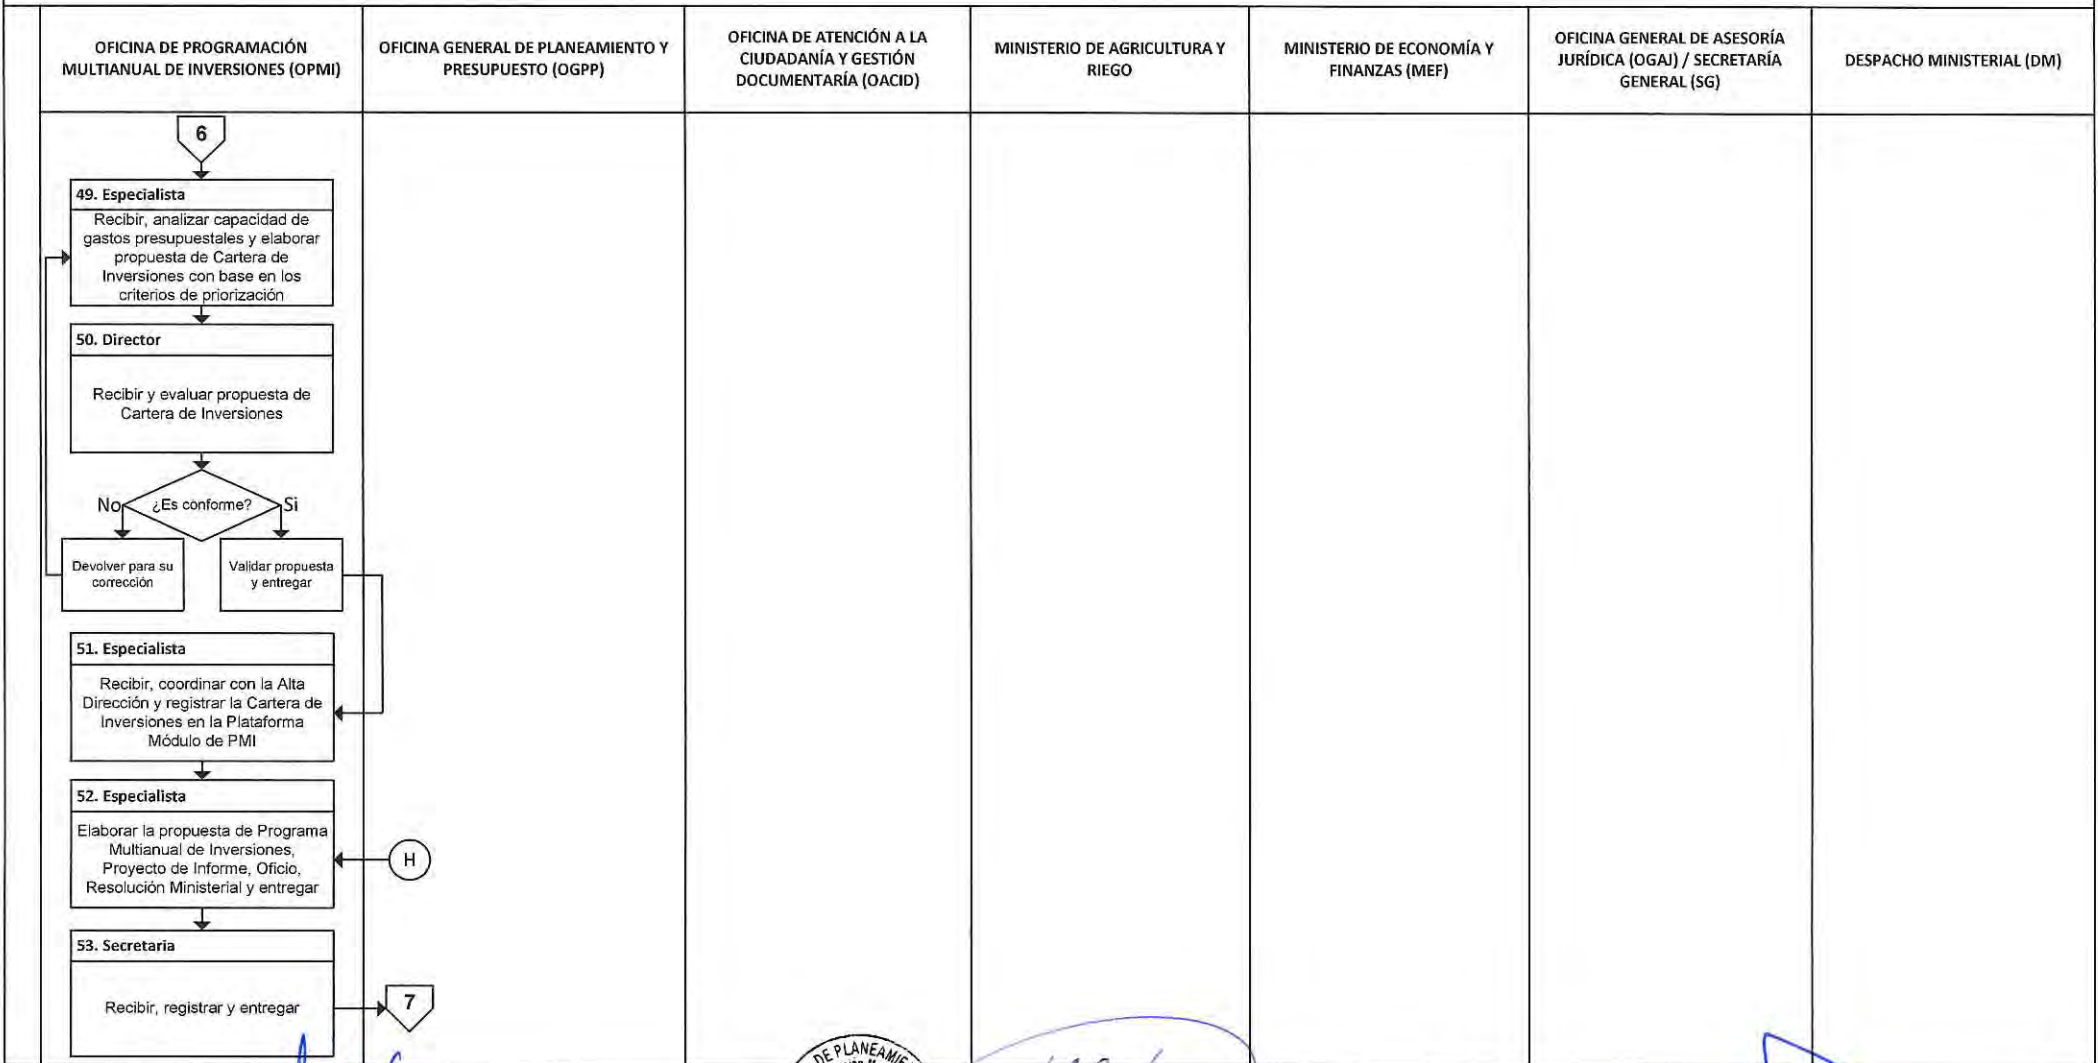 OFICINA DE PROGRAMACIÓN
MULTIANUAL DE INVERSIONES (OPMI)
OFICINA GENERAL DE PLANEAMIENTO Y
PRESUPUESTO (OGPP)
OFICINA DE ATENCIÓN A LA
CIUDADANÍA Y GESTIÓN
DOCUMENTARÍA (OACID)
MINISTERIO DE AGRICULTURA Y
RIEGO
MINISTERIO DE ECONOMÍA Y
FINANZAS (MEF)
OFICINA GENERAL DE ASESORÍA
JURÍDICA (OGAJ) / SECRETARÍA
GENERAL (SG)
DESPACHO MINISTERIAL (DM)
6
49. Especialista
Recibir, analizar capacidad de
gastos presupuestales y elaborar
propuesta de Cartera de
Inversiones con base en los
criterios de priorización
50. Director
Recibir y evaluar propuesta de
Cartera de Inversiones
No
¿Es conforme?
Si
Devolver para su
corrección
Validar propuesta
y entregar
51. Especialista
Recibir, coordinar con la Alta
Dirección y registrar la Cartera de
Inversiones en la Plataforma
Módulo de PMI
52. Especialista
Elaborar la propuesta de Programa
Multianual de Inversiones,
Proyecto de Informe, Oficio,
Resolución Ministerial y entregar
H
53. Secretaria
Recibir, registrar y entregar
7
DE